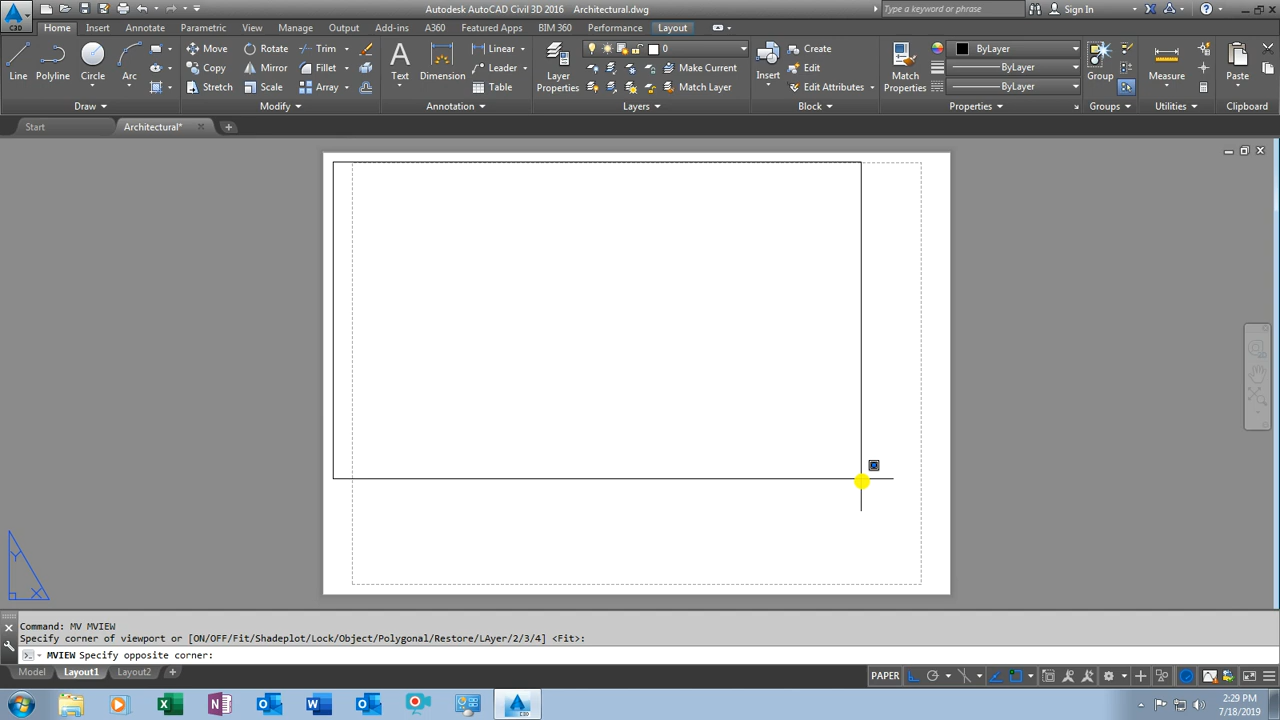 C3D
Autodesk AutoCAD Civil 3D 2016 Architectural.dwg
Type a keyword or phrase
Sign In
Home Insert Annotate Parametric View Manage Output Add-ins A360 Featured Apps BIM 360 Performance Layout
Line Polyline Circle Arc
Move Rotate Trim
Copy Mirror Fillet
Stretch Scale Array
Text Dimension
Linear
Leader
Table
Layer Properties
0
Make Current
Match Layer
Insert
Create
Edit
Edit Attributes
Match Properties
ByLayer
ByLayer
ByLayer
Group
Measure
Paste
Draw Modify Annotation Layers Block Properties Groups Utilities Clipboard
Start Architectural*
Y X
Command: MV MVIEW
Specify corner of viewport or [ON/OFF/Fit/Shadeplot/Lock/Object/Polygonal/Restore/LAyer/2/3/4] <Fit>:
MVIEW Specify opposite corner:
Model Layout1 Layout2 +
PAPER
C3D
2:29 PM
7/18/2019